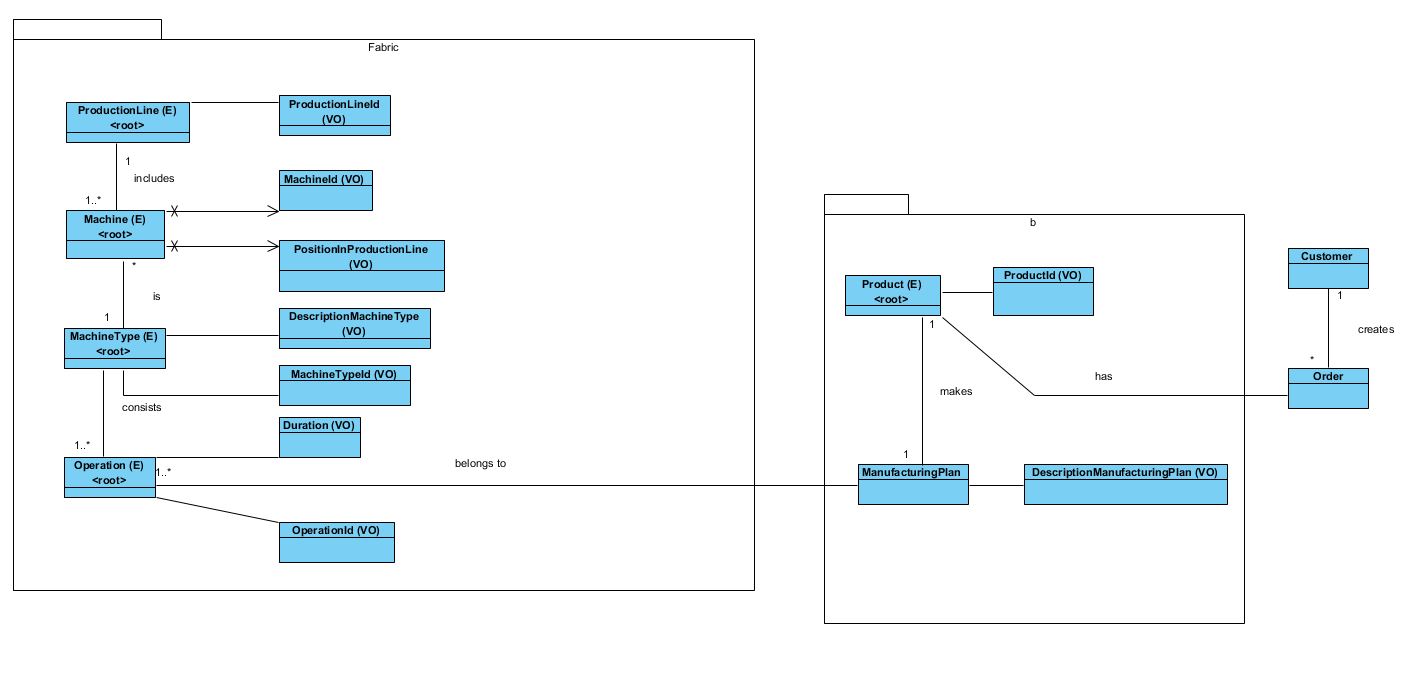 Fabric
ProductionLine (E)
<root>
ProductionLineId
(VO)
1
includes
1..*
MachineId (VO)
Machine (E)
<root>
PositionInProductionLine
(VO)
*
is
1
DescriptionMachineType
(VO)
MachineType (E)
<root>
MachineTypeId (VO)
consists
Duration (VO)
1..*
Operation (E)
<root>
1..*
belongs to
OperationId (VO)
b
Product (E)
<root>
ProductId (VO)
1
has
makes
1
ManufacturingPlan
DescriptionManufacturingPlan (VO)
Customer
1
creates
*
Order